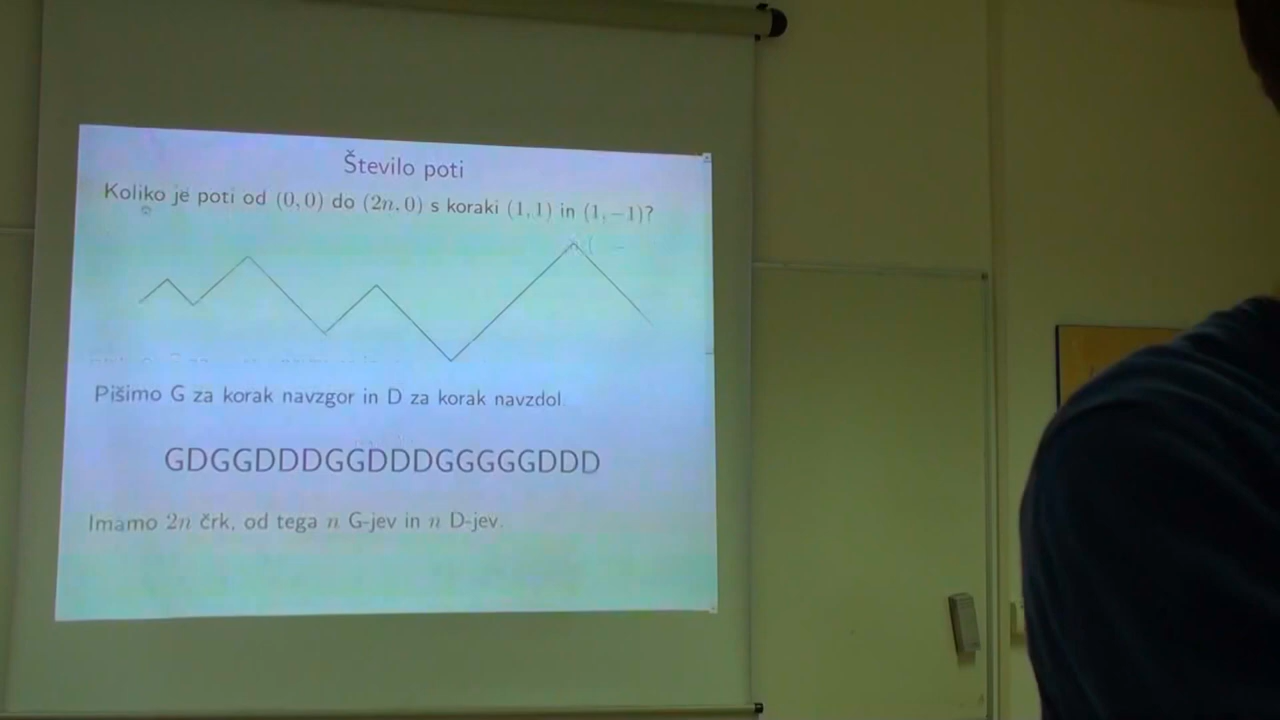 Število poti
Koliko je poti od (0, 0) do (2n, 0) s koraki (1, 1) in (1, −1)?
Pišimo G za korak navzgor in D za korak navzdol.
GDGGDDDGGDDDGGGGGDDD
Imamo 2n črk, od tega n G-jev in n D-jev.